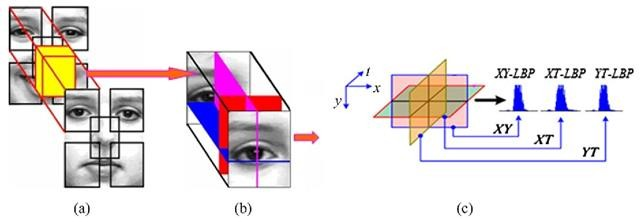 t
x
y
XY-LBP XT-LBP YT-LBP
XY
XT
YT
(a) (b) (c)